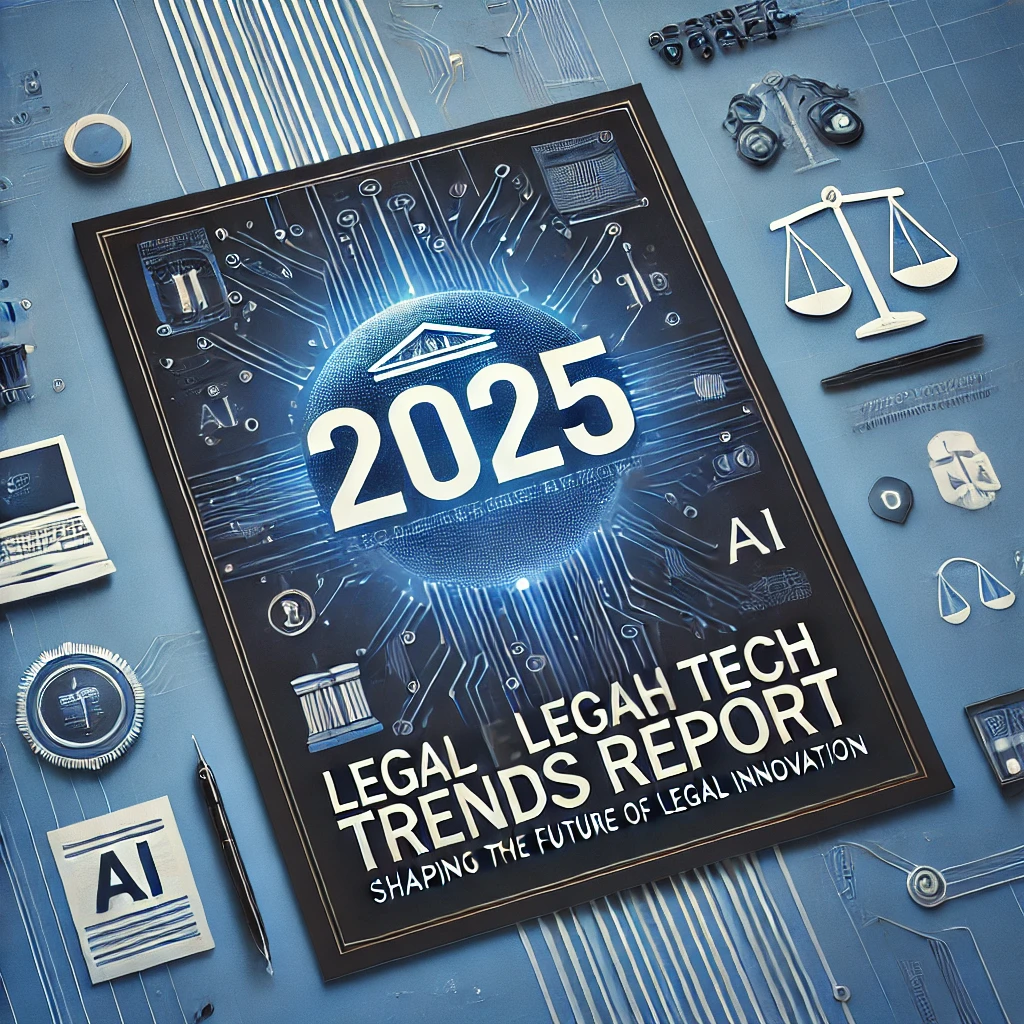 2025
AI
AI
LEGAL LEGAH TECH
TRENDS REPORT
SHAPING THE FUTURE OF LEGAL INNOVATION
AI